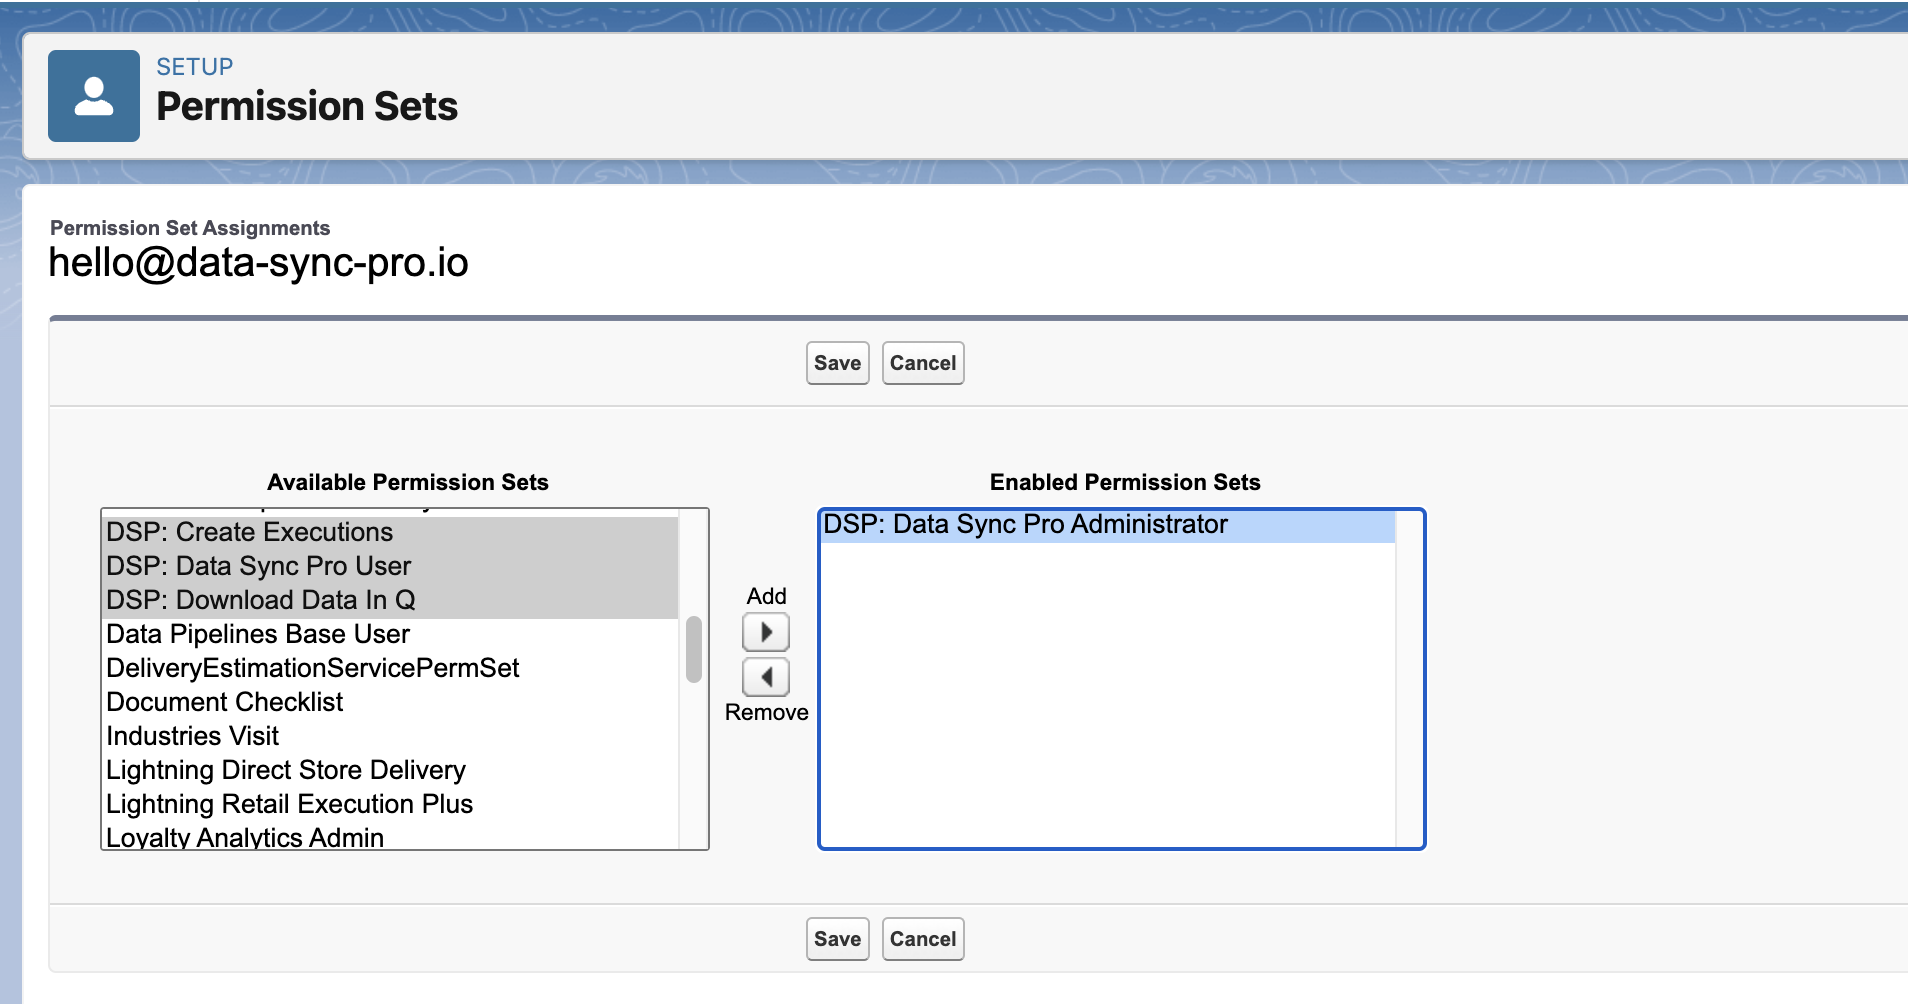 SETUP
Permission Sets
Permission Set Assignments
hello@data-sync-pro.io
Save Cancel
Available Permission Sets
Enabled Permission Sets
DSP: Create Executions
DSP: Data Sync Pro User
DSP: Download Data In Q
Data Pipelines Base User
DeliveryEstimationServicePermSet
Document Checklist
Industries Visit
Lightning Direct Store Delivery
Lightning Retail Execution Plus
Loyalty Analytics Admin
Add
Remove
DSP: Data Sync Pro Administrator
Save Cancel